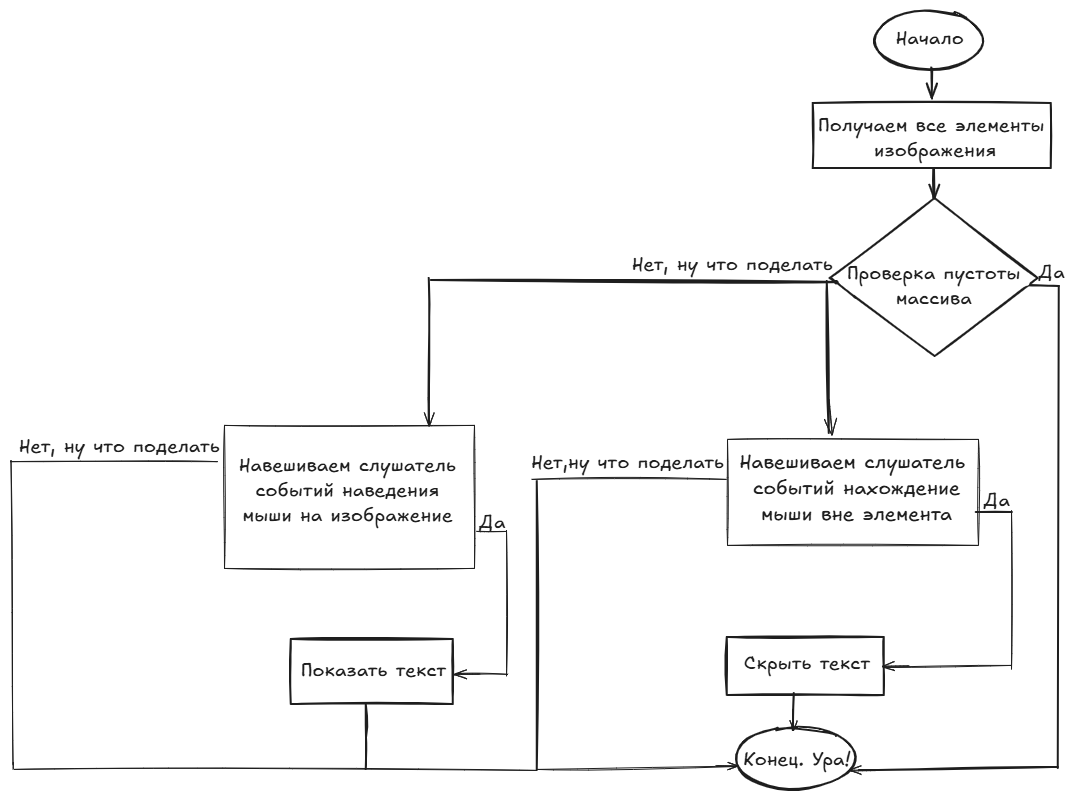 Начало
Получаем все элементы
изображения
Нет, ну что поделать
Проверка пустоты
массива
Да
Нет, ну что поделать
Навешиваем слушатель
событий наведения
мыши на изображение
Да
Нет,ну что поделать
Навешиваем слушатель
событий нахождение
мыши вне элемента
Да
Показать текст
Скрыть текст
Конец. Ура!